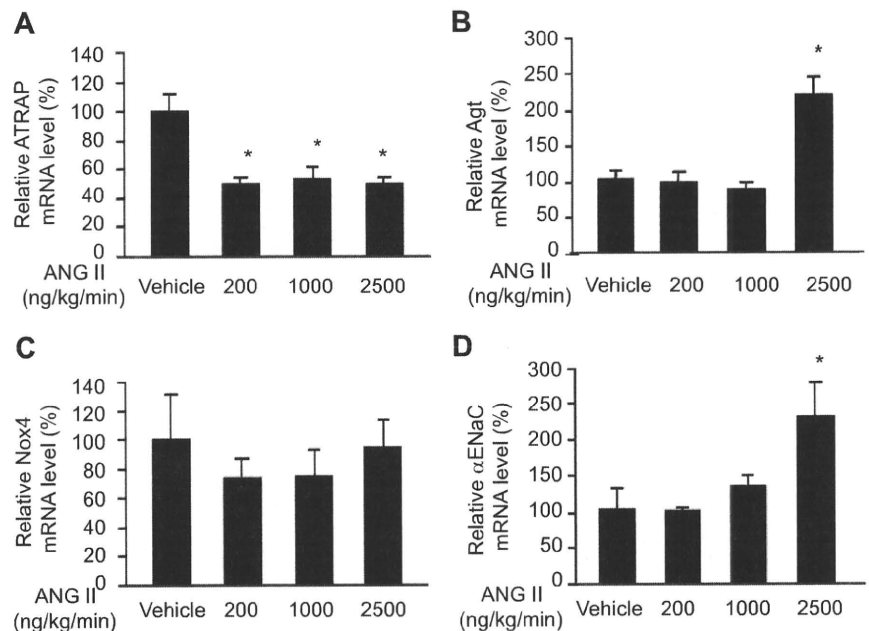 A
Relative ATRAP
mRNA level (%)
140
120
100
80
60
40
20
0
*
*
*
ANG II
(ng/kg/min)
Vehicle 200 1000 2500
B
Relative Agt
mRNA level (%)
300
250
200
150
100
50
0
*
ANG II
(ng/kg/min)
Vehicle 200 1000 2500
C
Relative Nox4
mRNA level (%)
140
120
100
80
60
40
20
0
ANG II
(ng/kg/min)
Vehicle 200 1000 2500
D
Relative αENaC
mRNA level (%)
300
250
200
150
100
50
0
*
ANG II
(ng/kg/min)
Vehicle 200 1000 2500